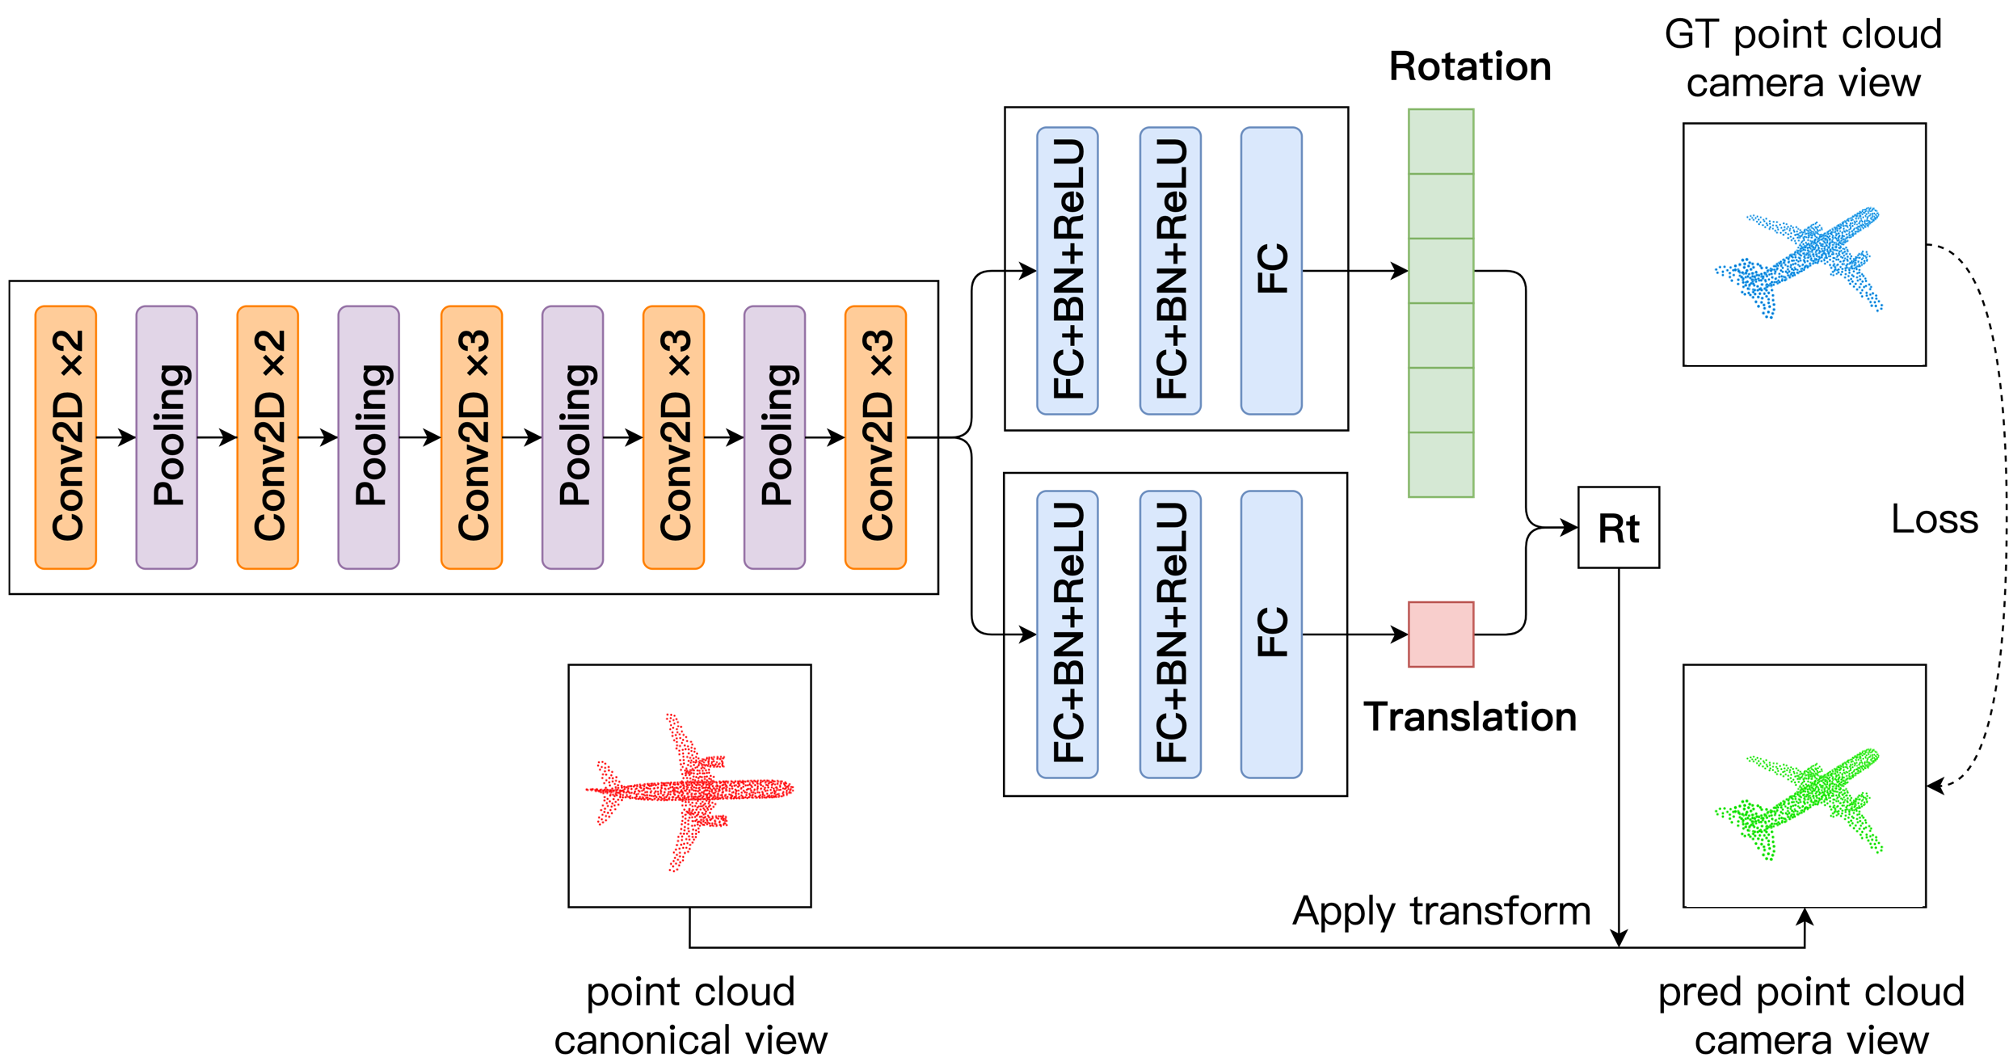 Conv2D ×2
Pooling
Conv2D ×2
Pooling
Conv2D ×3
Pooling
Conv2D ×3
Pooling
Conv2D ×3
FC+BN+ReLU
FC+BN+ReLU
FC
FC+BN+ReLU
FC+BN+ReLU
FC
Rotation
Translation
Rt
GT point cloud
camera view
Loss
Apply transform
point cloud
canonical view
pred point cloud
camera view